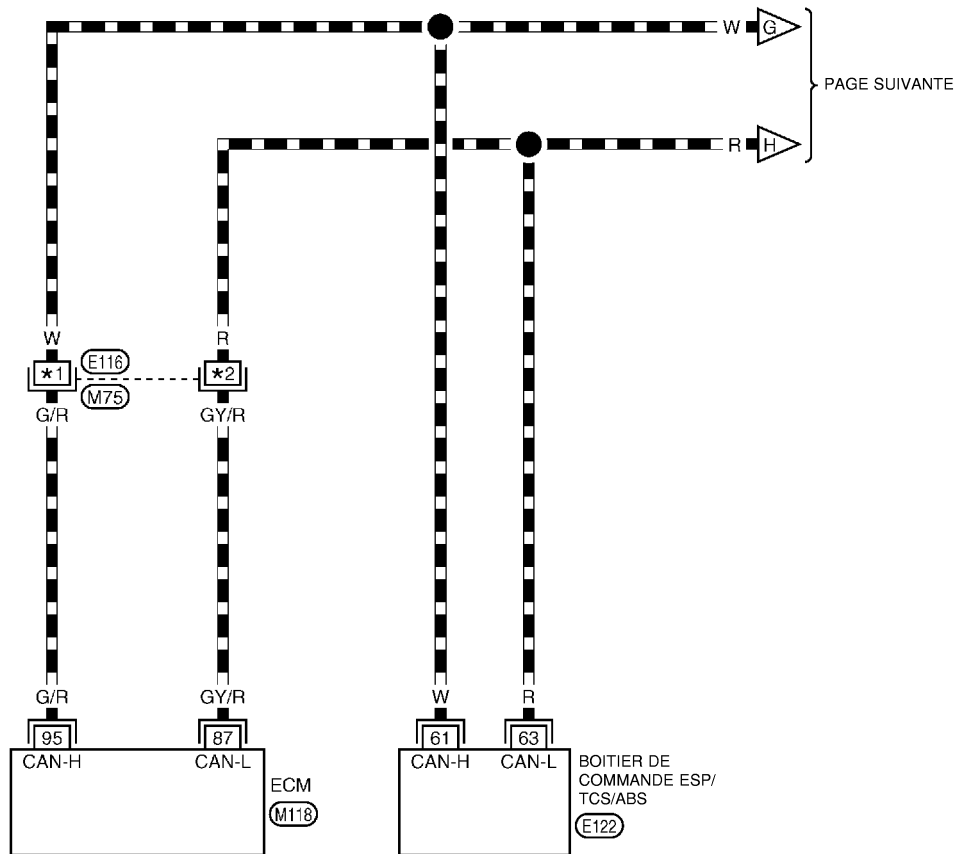 W G
PAGE SUIVANTE
R H
W R
*1 E116 *2
M75
G/R GY/R
G/R GY/R W R
95 87 61 63
CAN-H CAN-L CAN-H CAN-L
ECM
M118
BOITIER DE
COMMANDE ESP/
TCS/ABS
E122